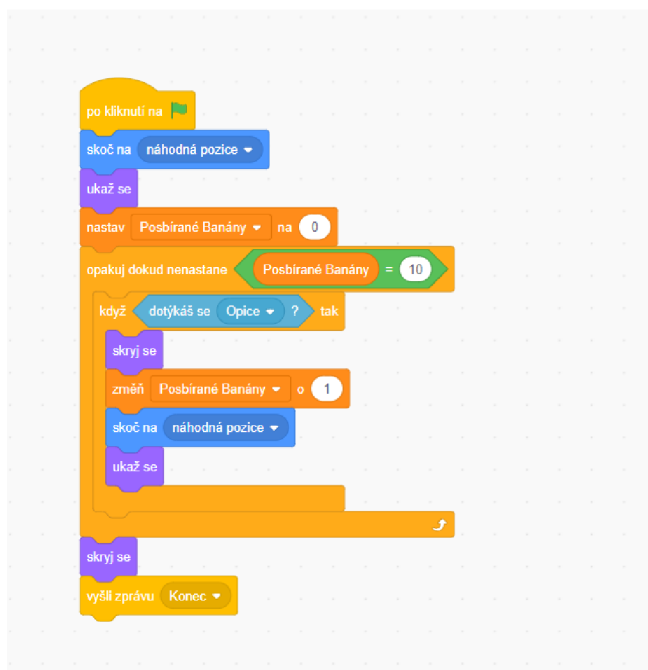 po kliknutí na
skoč na náhodná pozice
ukaž se
nastav Posbírané Banány na 0
opakuj dokud nenastane Posbírané Banány = 10
když dotýkáš se Opice ? tak
skryj se
změň Posbírané Banány o 1
skoč na náhodná pozice
ukaž se
skryj se
vyšli zprávu Konec